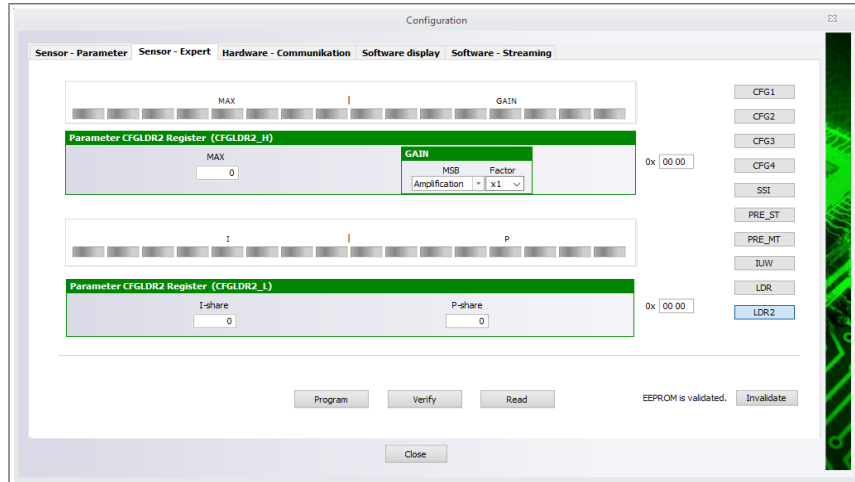 Configuration
Sensor - Parameter Sensor - Expert Hardware - Communikation Software display Software - Streaming
MAX GAIN
Parameter CFGLDR2 Register (CFGLDR2_H)
MAX
0
GAIN
MSB Factor
Amplification x1
0x 00 00
I P
Parameter CFGLDR2 Register (CFGLDR2_L)
I-share P-share
0 0
0x 00 00
CFG1
CFG2
CFG3
CFG4
SSI
PRE_ST
PRE_MT
IUW
LDR
LDR2
Program Verify Read EEPROM is validated. Invalidate
Close